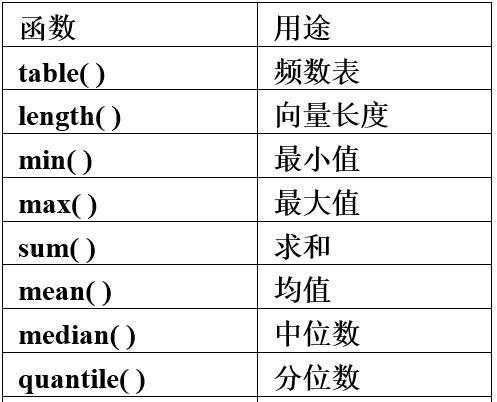 函数 用途
table( ) 频数表
length( ) 向量长度
min( ) 最小值
max( ) 最大值
sum( ) 求和
mean( ) 均值
median( ) 中位数
quantile( ) 分位数